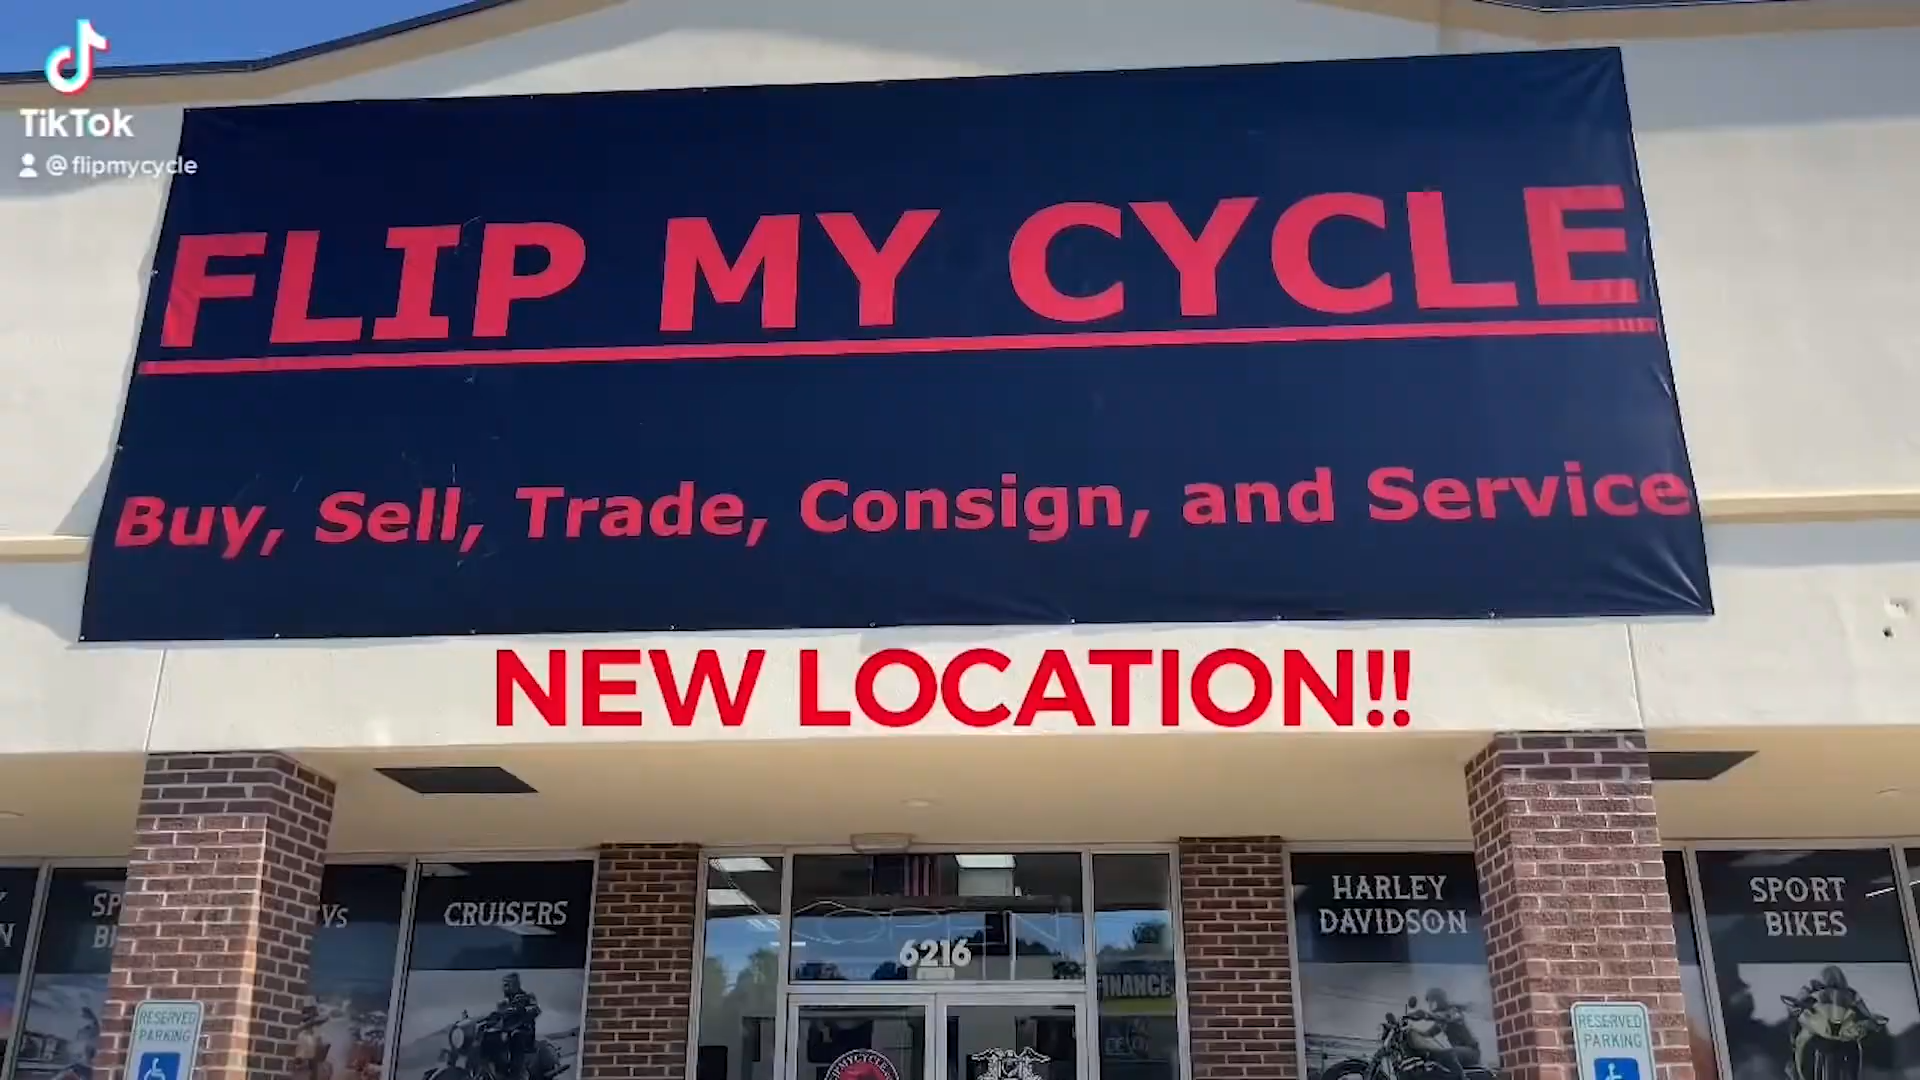 TikTok
@flipmycycle
FLIP MY CYCLE
Buy, Sell, Trade, Consign, and Service
NEW LOCATION!!
CRUISERS
6216
HARLEY
DAVIDSON
SPORT
BIKES
RESERVED
PARKING
RESERVED
PARKING